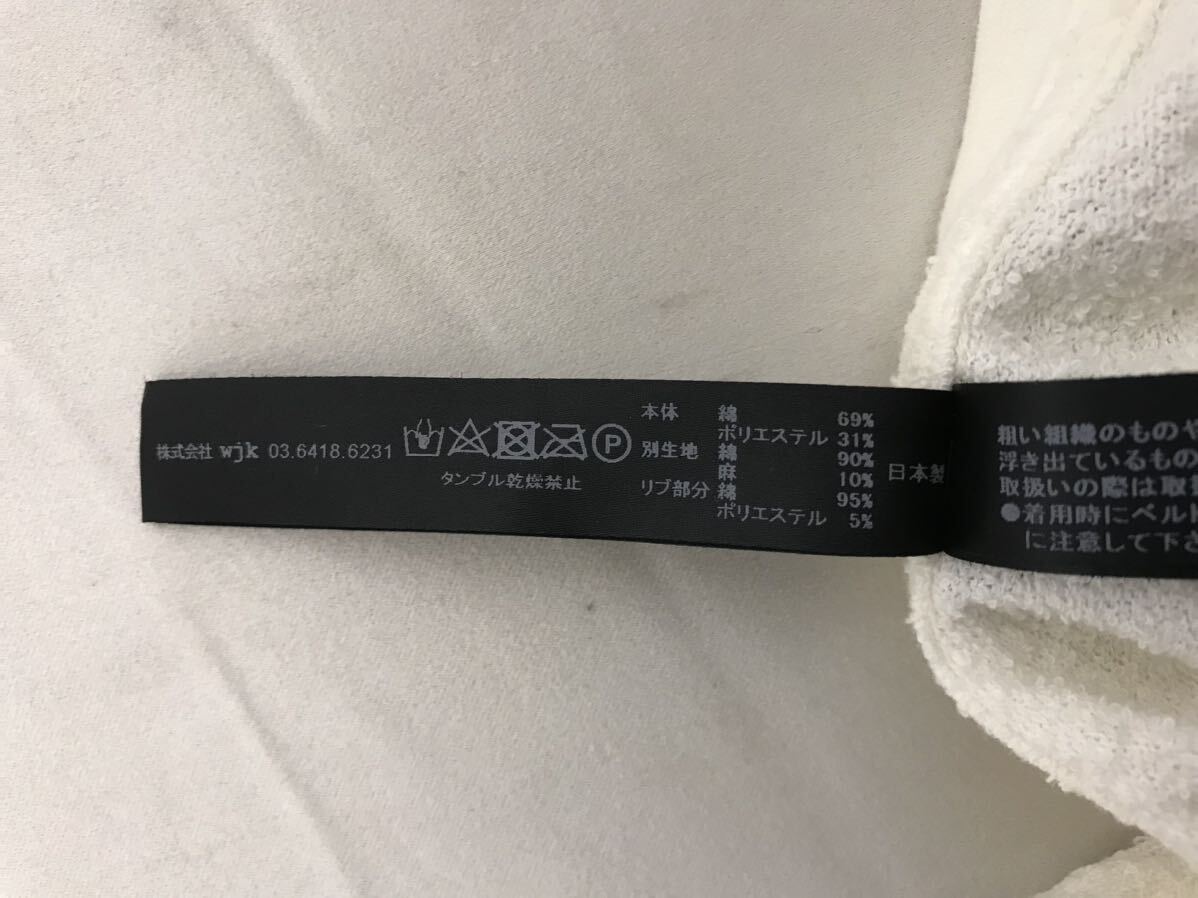 株式会社 wjk 03.6418.6231
P
タンブル乾燥禁止
本体 綿 69%
ポリエステル 31%
別生地 綿 90%
麻 10%
リブ部分 綿 95%
ポリエステル 5%
日本製
粗い組織のものや
浮き出ているもの
取扱いの際は取扱
●着用時にベルト
に注意して下さ